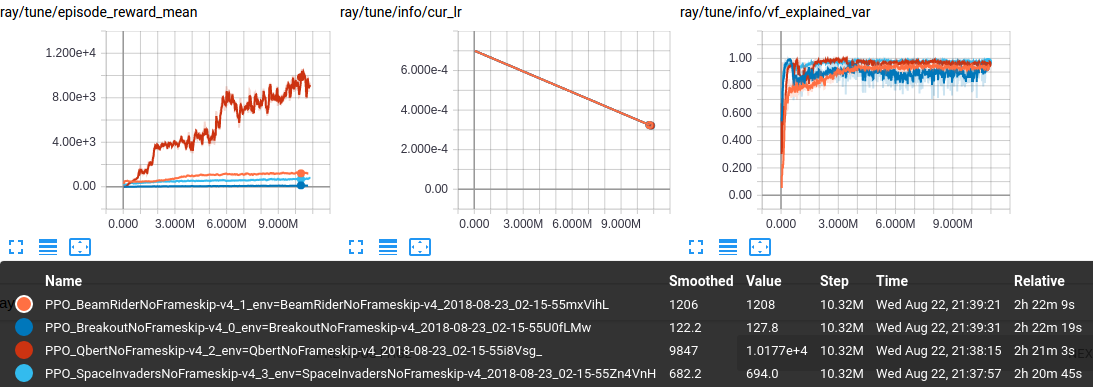 ray/tune/episode_reward_mean
1.200e+4
8.00e+3
4.00e+3
0.00
0.000 3.000M 6.000M 9.000M
ray/tune/info/cur_lr
6.000e-4
4.000e-4
2.000e-4
0.00
0.000 3.000M 6.000M 9.000M
ray/tune/info/vf_explained_var
1.00
0.800
0.600
0.400
0.200
0.00
0.000 3.000M 6.000M 9.000M
Name Smoothed Value Step Time Relative
PPO_BeamRiderNoFrameskip-v4_1_env=BeamRiderNoFrameskip-v4_2018-08-23_02-15-55mxVihL 1206 1208 10.32M Wed Aug 22, 21:39:21 2h 22m 9s
PPO_BreakoutNoFrameskip-v4_0_env=BreakoutNoFrameskip-v4_2018-08-23_02-15-55U0fLMw 122.2 127.8 10.32M Wed Aug 22, 21:39:31 2h 22m 19s
PPO_QbertNoFrameskip-v4_2_env=QbertNoFrameskip-v4_2018-08-23_02-15-55i8Vsg_ 9847 1.0177e+4 10.32M Wed Aug 22, 21:38:15 2h 21m 3s
PPO_SpaceInvadersNoFrameskip-v4_3_env=SpaceInvadersNoFrameskip-v4_2018-08-23_02-15-55Zn4VnH 682.2 694.0 10.32M Wed Aug 22, 21:37:57 2h 20m 45s